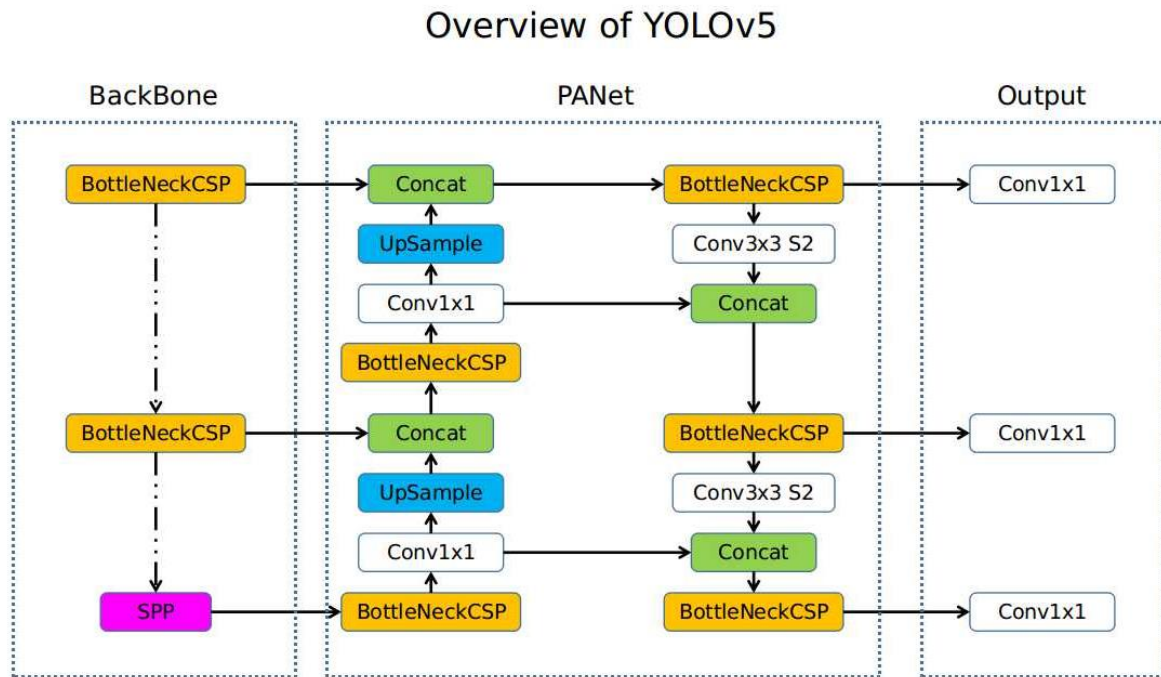 Overview of YOLOv5
BackBone
PANet
Output
BottleNeckCSP
Concat
BottleNeckCSP
Conv1x1
UpSample
Conv3x3 S2
Conv1x1
Concat
BottleNeckCSP
BottleNeckCSP
Concat
BottleNeckCSP
Conv1x1
UpSample
Conv3x3 S2
Conv1x1
Concat
SPP
BottleNeckCSP
BottleNeckCSP
Conv1x1